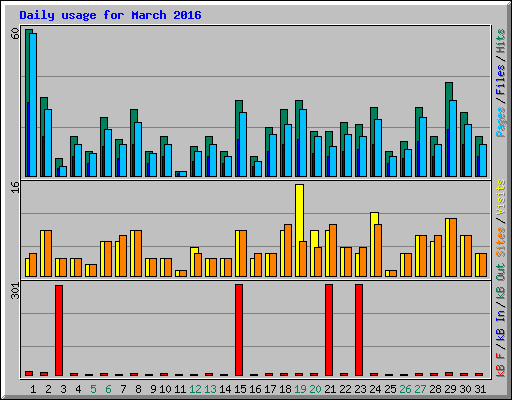 Daily usage for March 2016
60
Pages / Files / Hits
16
Sites / Visits
301
kB F / kB In / kB Out
1 2 3 4 5 6 7 8 9 10 11 12 13 14 15 16 17 18 19 20 21 22 23 24 25 26 27 28 29 30 31